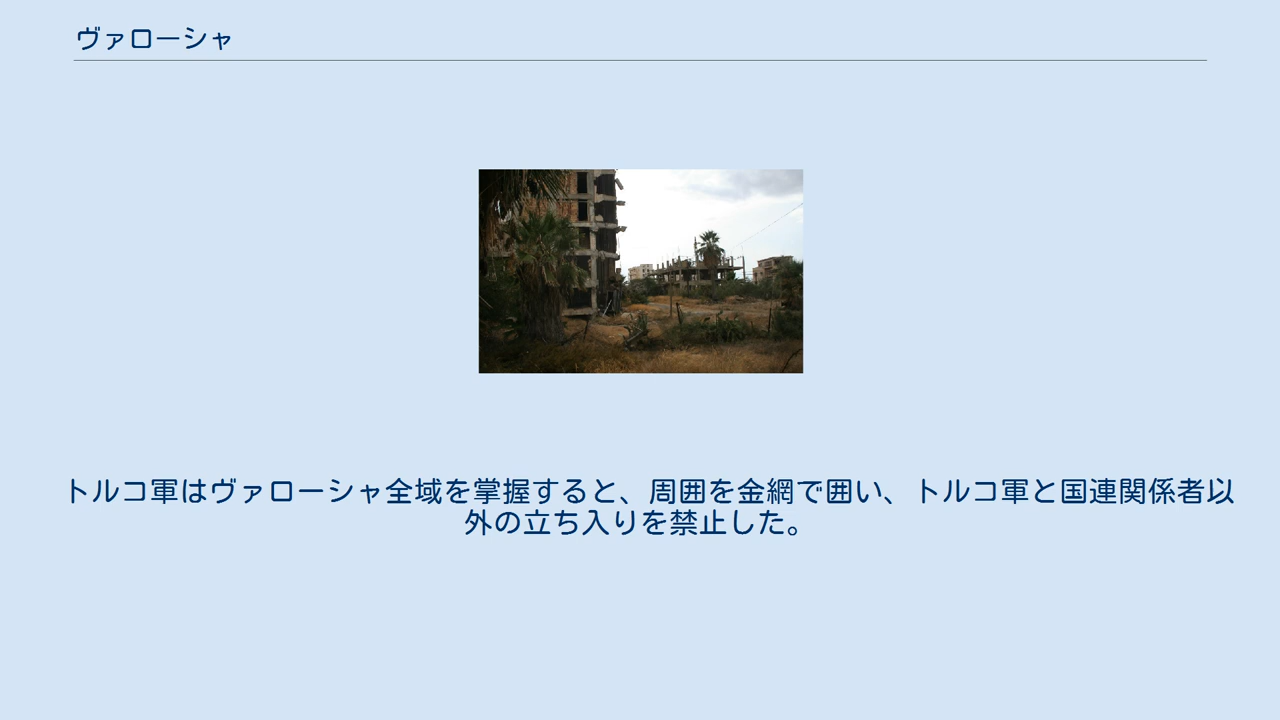 ヴァローシャ
トルコ軍はヴァローシャ全域を掌握すると、周囲を金網で囲い、トルコ軍と国連関係者以
外の立ち入りを禁止した。